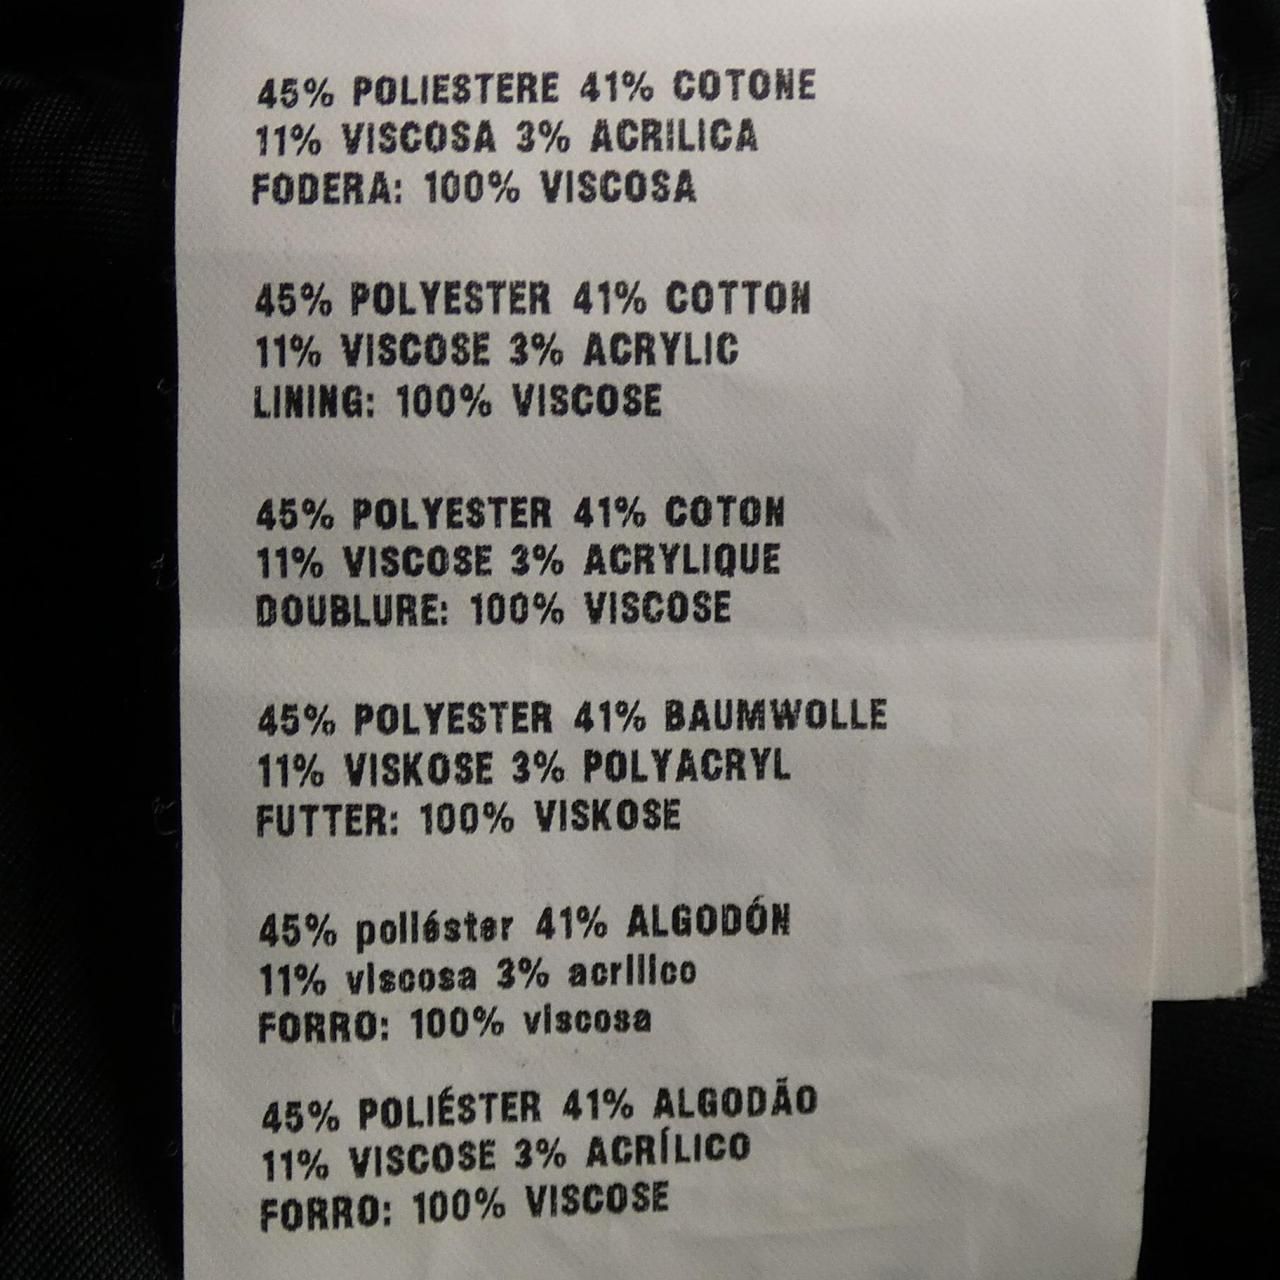 45% POLIESTERE 41% COTONE
11% VISCOSA 3% ACRILICA
FODERA: 100% VISCOSA
45% POLYESTER 41% COTTON
11% VISCOSE 3% ACRYLIC
LINING: 100% VISCOSE
45% POLYESTER 41% COTON
11% VISCOSE 3% ACRYLIQUE
DOUBLURE: 100% VISCOSE
45% POLYESTER 41% BAUMWOLLE
11% VISKOSE 3% POLYACRYL
FUTTER: 100% VISKOSE
45% poliéster 41% ALGODÓN
11% viscosa 3% acrilico
FORRO: 100% viscosa
45% POLIÉSTER 41% ALGODÃO
11% VISCOSE 3% ACRÍLICO
FORRO: 100% VISCOSE